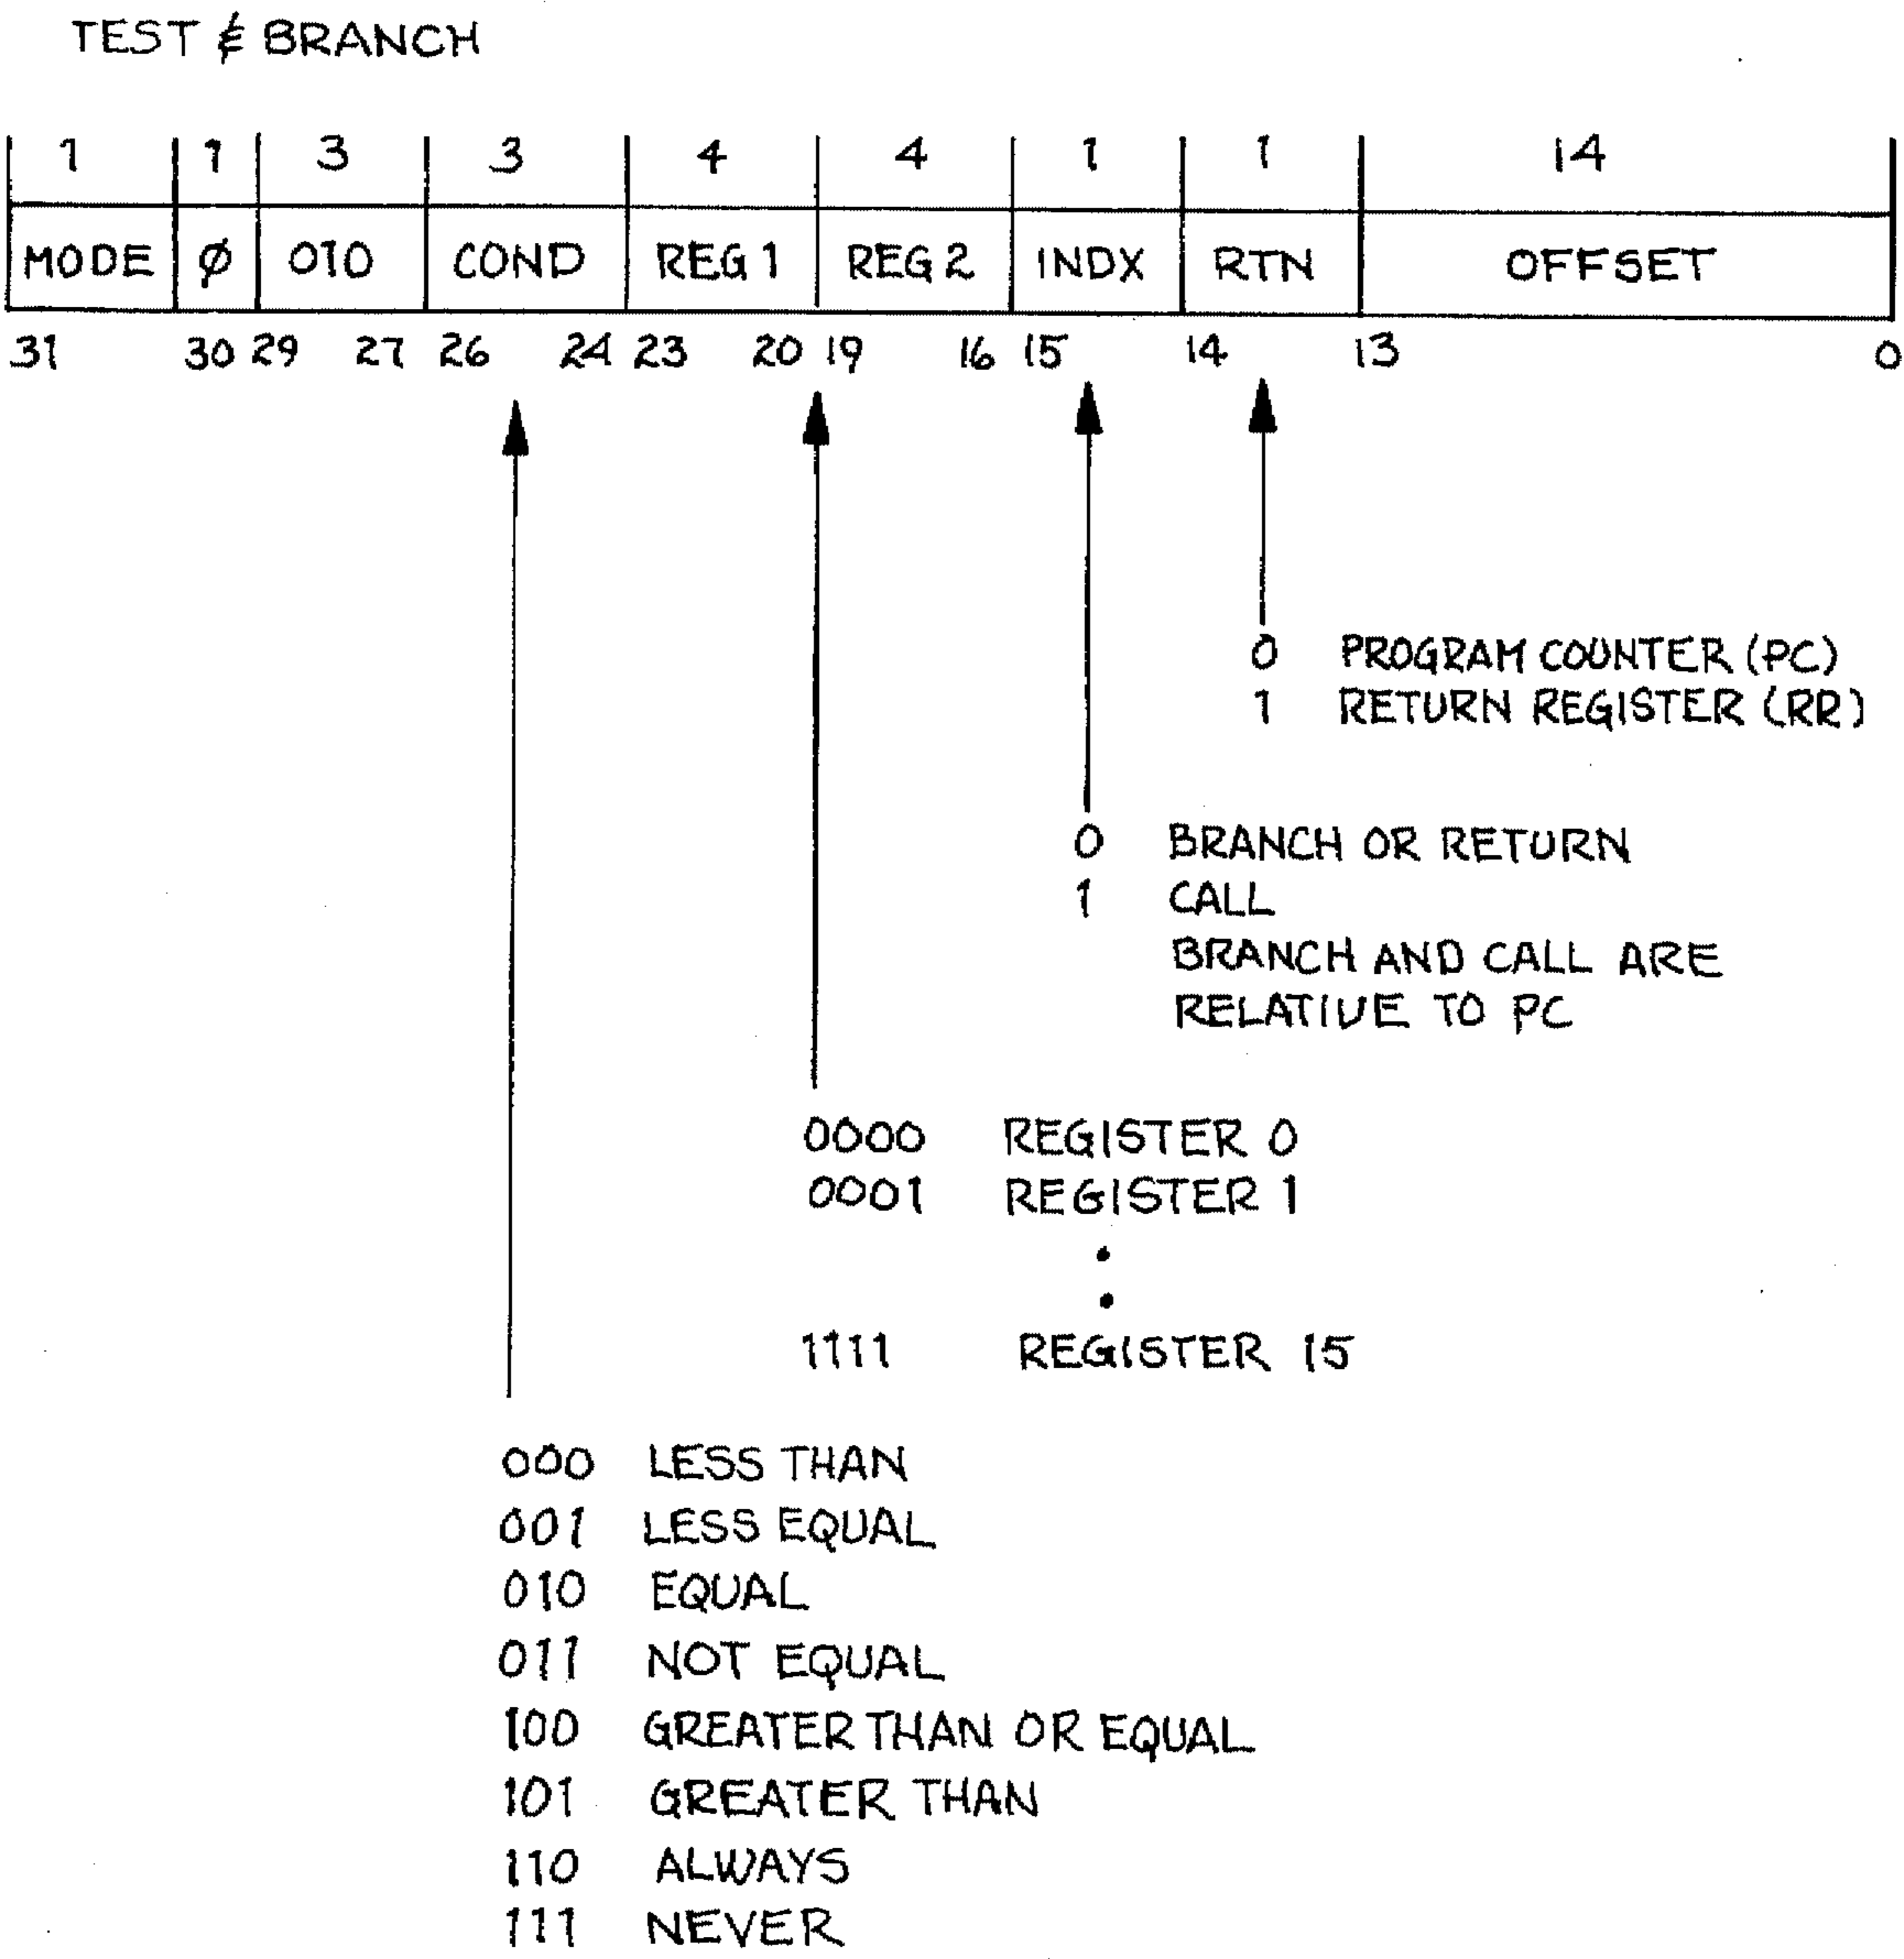 TEST & BRANCH
1 1 3 3 4 4 1 1 14
MODE Ø 010 COND REG 1 REG 2 INDX RTN OFFSET
31 30 29 27 26 24 23 20 19 16 15 14 13 0
0 PROGRAM COUNTER (PC)
1 RETURN REGISTER (RR)
0 BRANCH OR RETURN
1 CALL
BRANCH AND CALL ARE
RELATIVE TO PC
0000 REGISTER 0
0001 REGISTER 1
1111 REGISTER 15
000 LESS THAN
001 LESS EQUAL
010 EQUAL
011 NOT EQUAL
100 GREATER THAN OR EQUAL
101 GREATER THAN
110 ALWAYS
111 NEVER